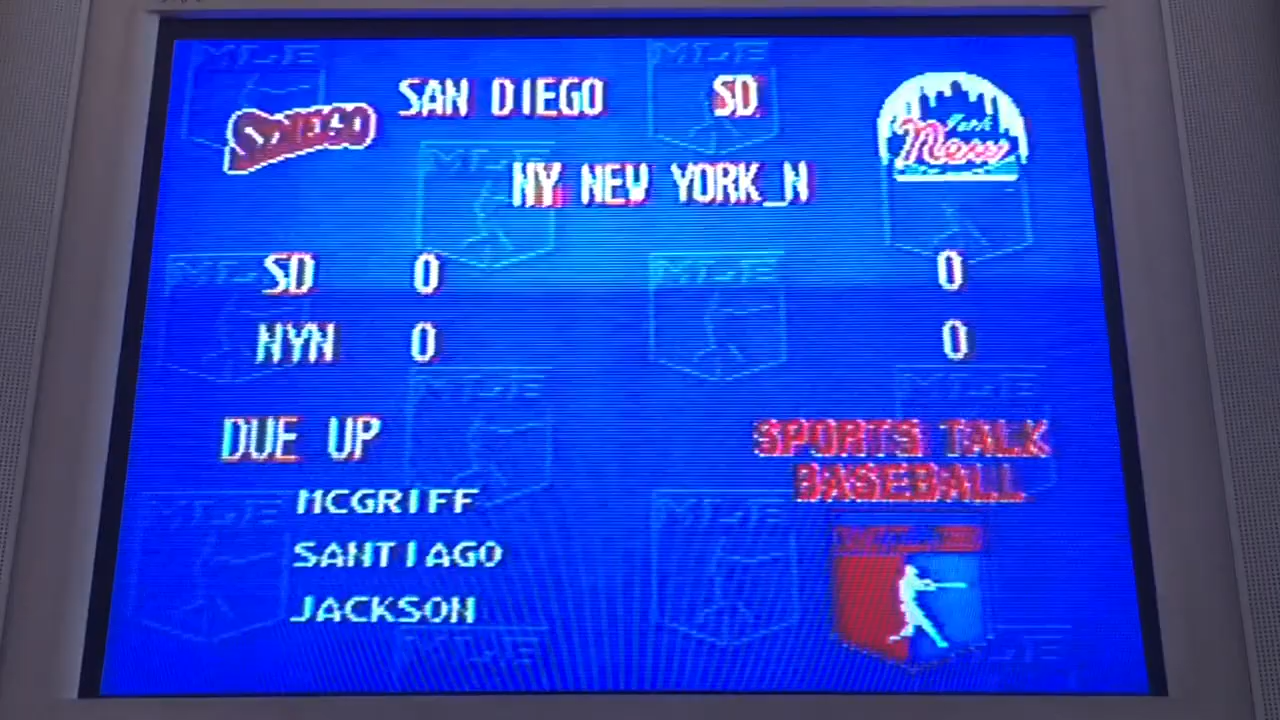 SAN DIEGO SD
NY NEW YORK_N
SD 0 0
NYN 0 0
DUE UP
MCGRIFF
SANTIAGO
JACKSON
SPORTS TALK
BASEBALL